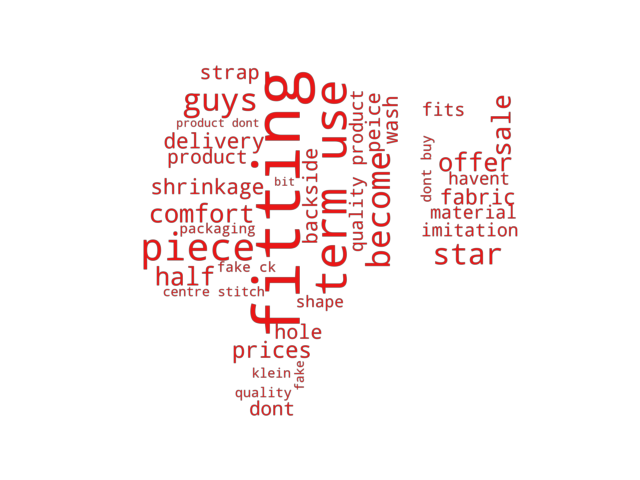 strap
guys
product dont
delivery
product
shrinkage
bit
comfort
packaging
piece
fake ck
half
centre stitch
fitting
backside
term use
shape
hole
prices
klein
fake
quality
dont
quality product
peice
wash
become
fits
sale
dont buy
offer
havent
fabric
material
imitation
star